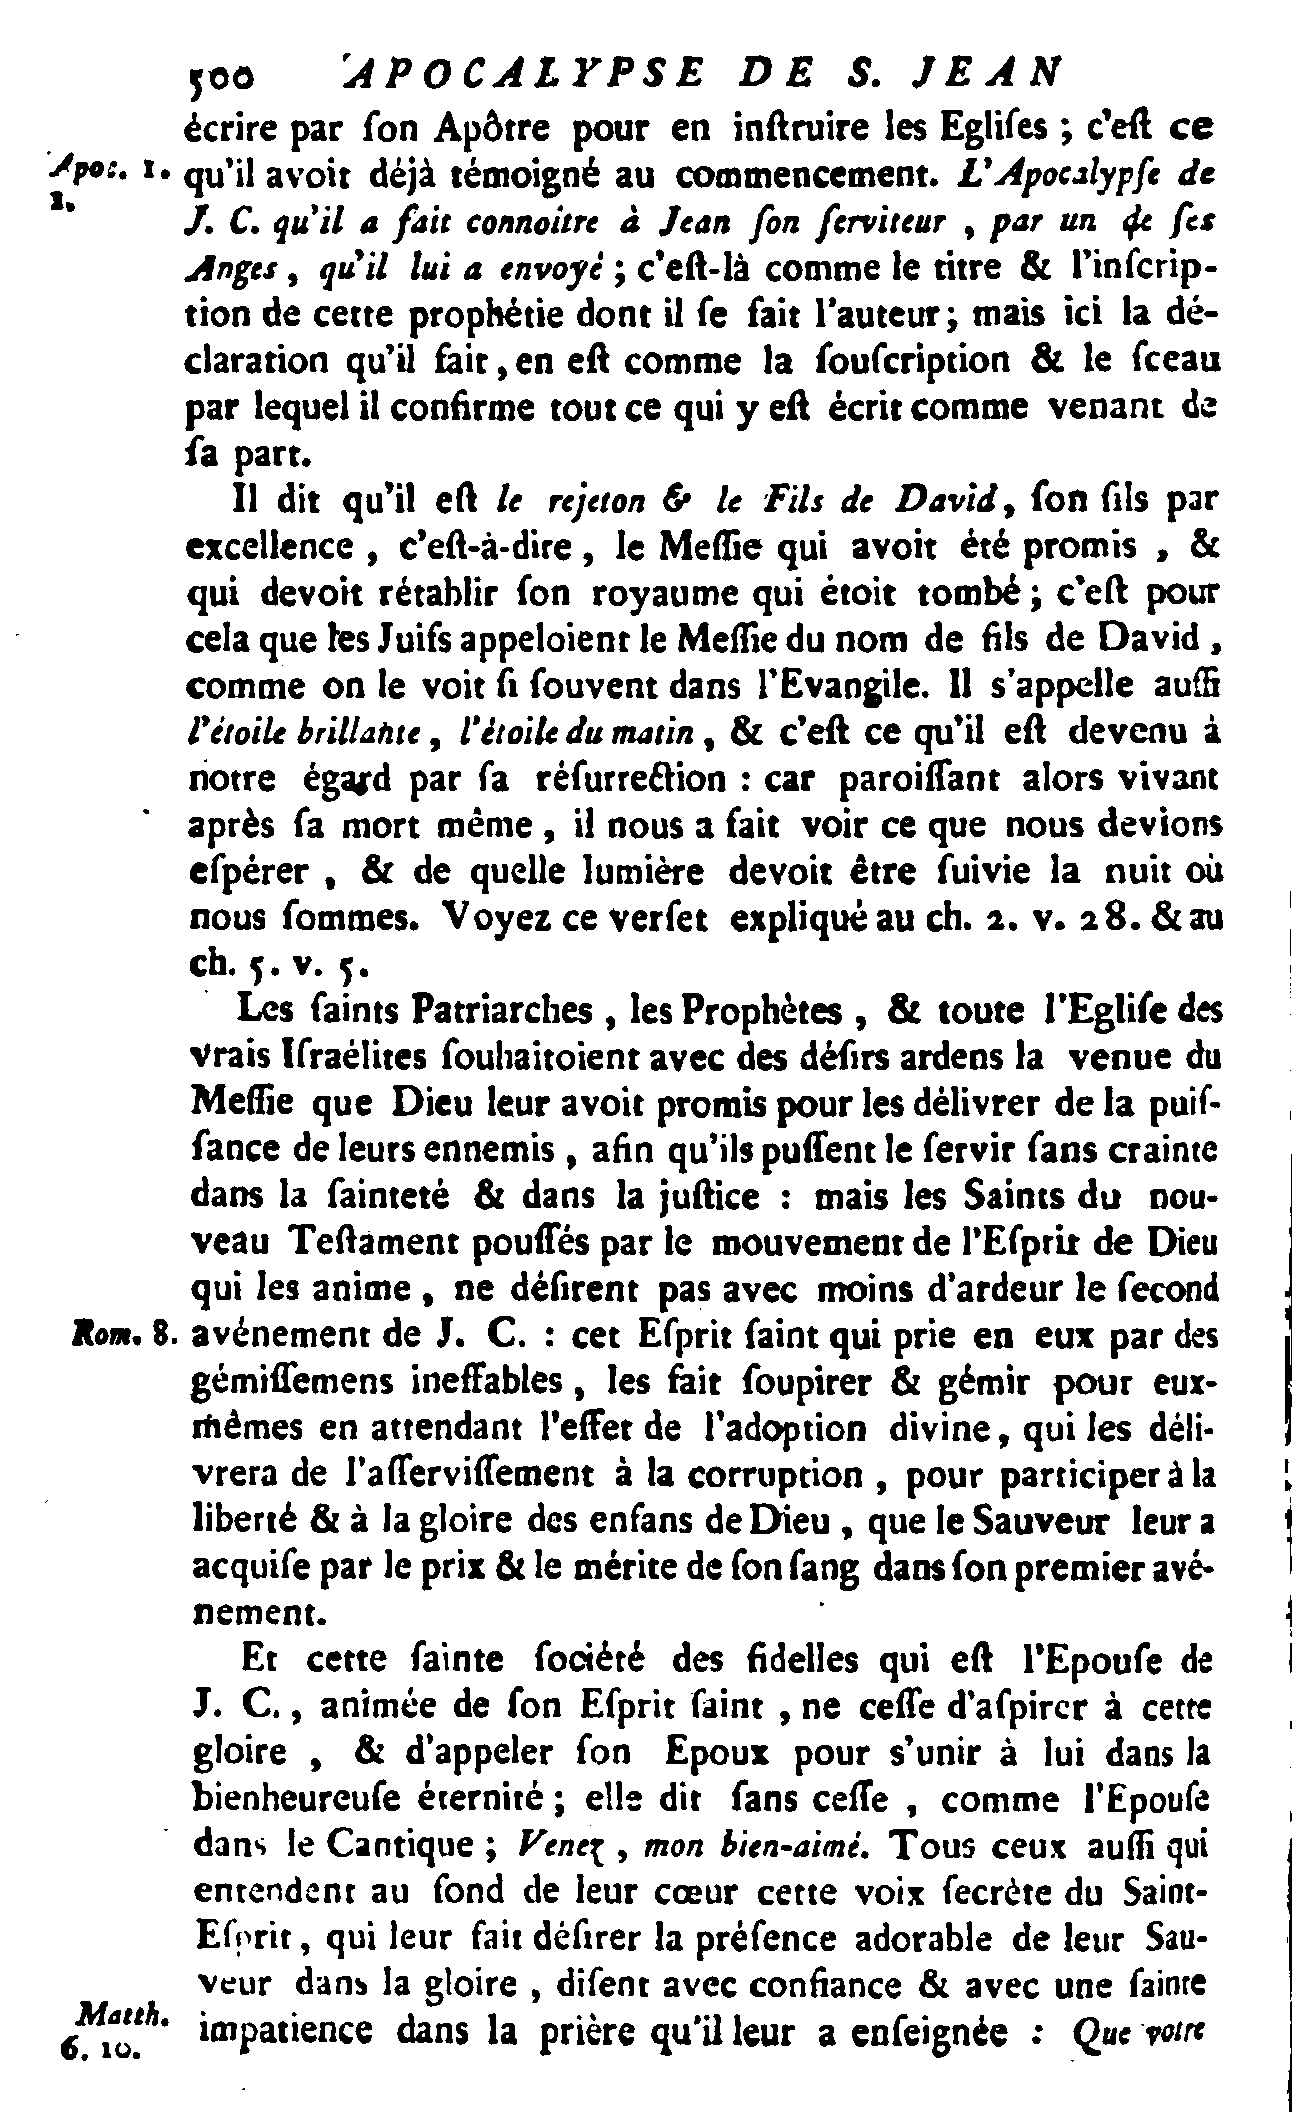 500 APOCALYPSE DE S. JEAN
écrire par ſon Apôtre pour en inſtruire les Egliſes ; c'eſt ce
Apoc. 1. qu'il avoit déjà témoigné au commencement. L'Apocalypſe de
1.
J. C. qu'il a fait connoitre à Jean ſon ſerviteur , par un de ſes
Anges, qu'il lui a envoyé ; c'eſt-là comme le titre & l'inſcrip-
tion de cette prophétie dont il ſe fait l'auteur ; mais ici la dé-
claration qu'il fait, en eſt comme la ſouſcription & le ſceau
par lequel il confirme tout ce qui y eſt écrit comme venant de
ſa part.
Il dit qu'il eſt le rejeton & le Fils de David, ſon fils par
excellence , c'eſt-à-dire , le Meſſie qui avoit été promis , &
qui devoit rétablir ſon royaume qui étoit tombé ; c'eſt pour
cela que les Juifs appeloient le Meſſie du nom de fils de David ,
comme on le voit ſi ſouvent dans l'Evangile. Il s'appelle auſſi
l'étoile brillante, l'étoile du matin, & c'eſt ce qu'il eſt devenu à
notre égard par ſa réſurrection : car paroiſſant alors vivant
après ſa mort même , il nous a fait voir ce que nous devions
eſpérer , & de quelle lumière devoit être ſuivie la nuit où
nous ſommes. Voyez ce verſet expliqué au ch. 2. v. 28. & au
ch. 5. v. 5.
Les ſaints Patriarches , les Prophètes , & toute l'Egliſe des
vrais Iſraélites ſouhaitoient avec des déſirs ardens la venue du
Meſſie que Dieu leur avoit promis pour les délivrer de la puiſ-
ſance de leurs ennemis , afin qu'ils puſſent le ſervir ſans crainte
dans la ſainteté & dans la juſtice : mais les Saints du nou-
veau Teſtament pouſſés par le mouvement de l'Eſprit de Dieu
qui les anime , ne déſirent pas avec moins d'ardeur le ſecond
Rom. 8. avénement de J. C. : cet Eſprit ſaint qui prie en eux par des
gémiſſemens ineffables , les fait ſoupirer & gémir pour eux-
mêmes en attendant l'effet de l'adoption divine, qui les déli-
vrera de l'aſſerviſſement à la corruption , pour participer à la
liberté & à la gloire des enfans de Dieu , que le Sauveur leur a
acquiſe par le prix & le mérite de ſon ſang dans ſon premier avé-
nement.
Et cette ſainte ſociété des fidelles qui eſt l'Epouſe de
J. C., animée de ſon Eſprit ſaint , ne ceſſe d'aſpirer à cette
gloire , & d'appeler ſon Epoux pour s'unir à lui dans la
bienheureuſe éternité ; elle dit ſans ceſſe , comme l'Epouſe
dans le Cantique ; Venez , mon bien-aimé. Tous ceux auſſi qui
entendent au fond de leur cœur cette voix ſecrète du Saint-
Eſprit, qui leur fait déſirer la préſence adorable de leur Sau-
veur dans la gloire , diſent avec confiance & avec une ſainte
Matth. impatience dans la prière qu'il leur a enſeignée : Que votre
6. 10.